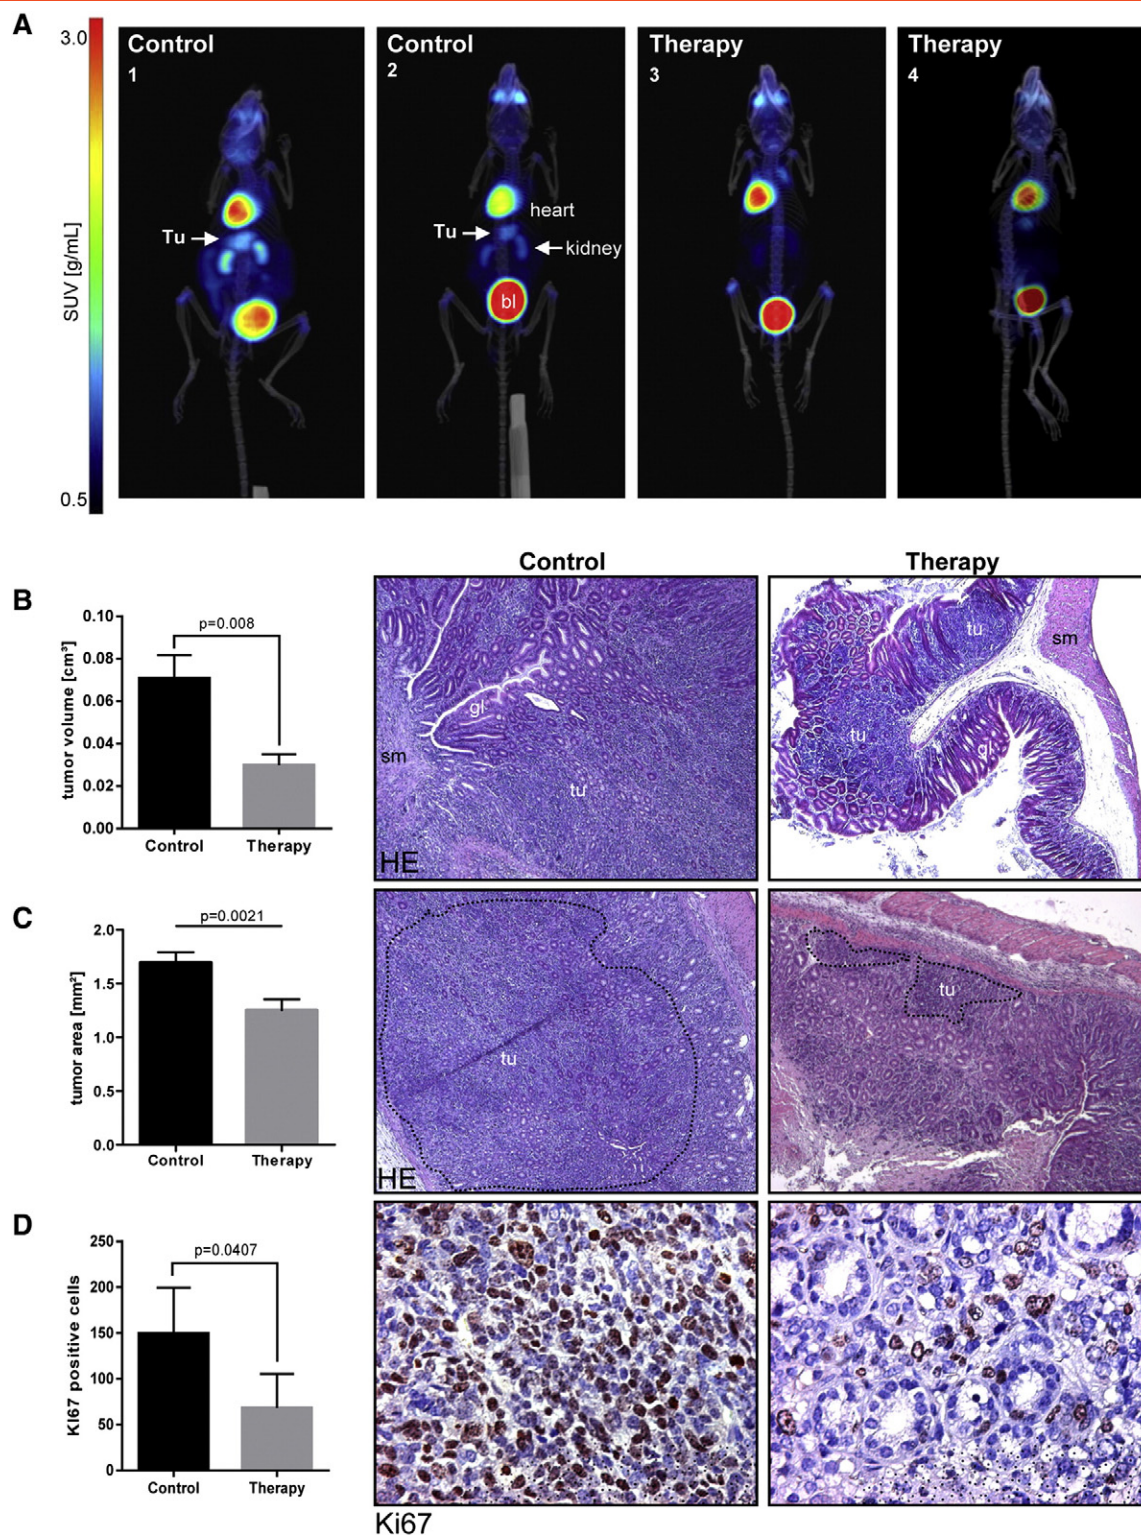 A
3.0
SUV [g/mL]
0.5
Control
1
Tu
Control
2
heart
Tu
kidney
bl
Therapy
3
Therapy
4
Control
Therapy
B
tumor volume [cm³]
0.10
0.08
0.06
0.04
0.02
0.00
p=0.008
Control
Therapy
gl
sm
tu
HE
tu
sm
tu
gl
C
tumor area [mm²]
2.0
1.5
1.0
0.5
0.0
p=0.0021
Control
Therapy
tu
HE
tu
D
KI67 positive cells
250
200
150
100
50
0
p=0.0407
Control
Therapy
Ki67